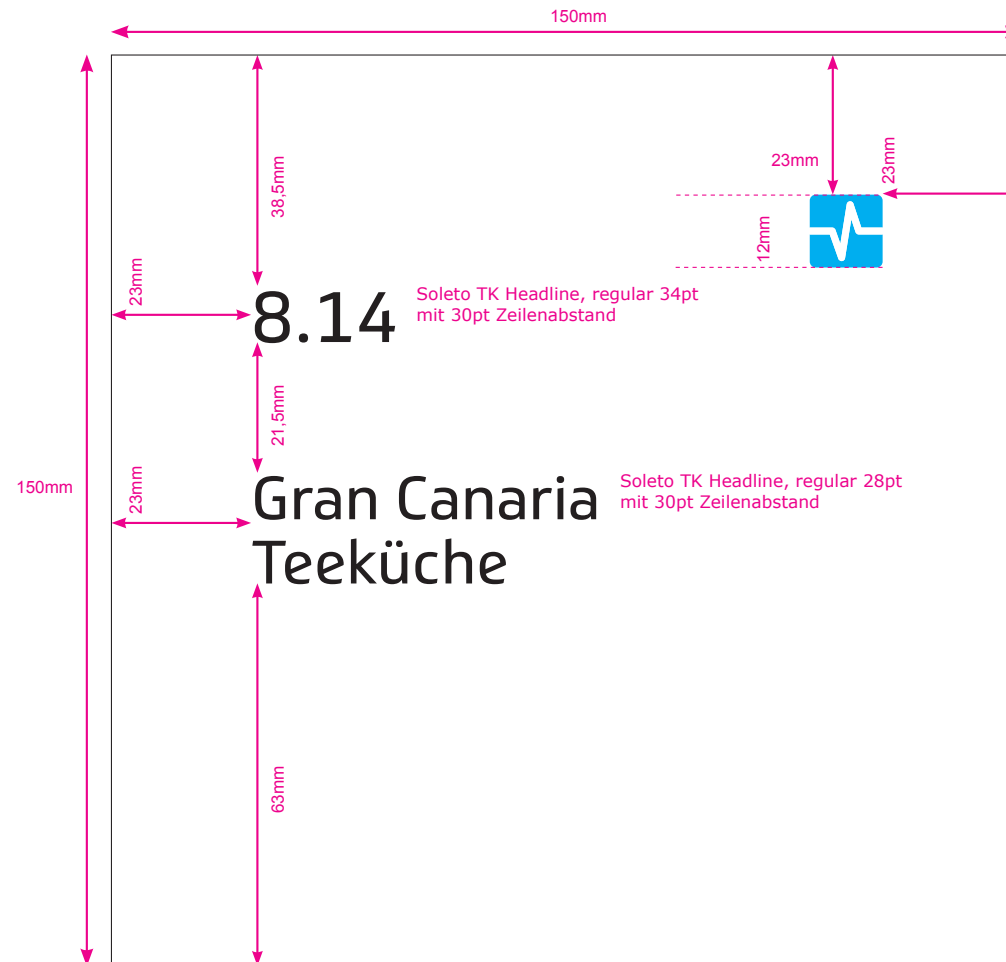 150mm
38,5mm
23mm
23mm
12mm
23mm
8.14
Soleto TK Headline, regular 34pt
mit 30pt Zeilenabstand
21,5mm
150mm
23mm
Gran Canaria
Teeküche
Soleto TK Headline, regular 28pt
mit 30pt Zeilenabstand
63mm